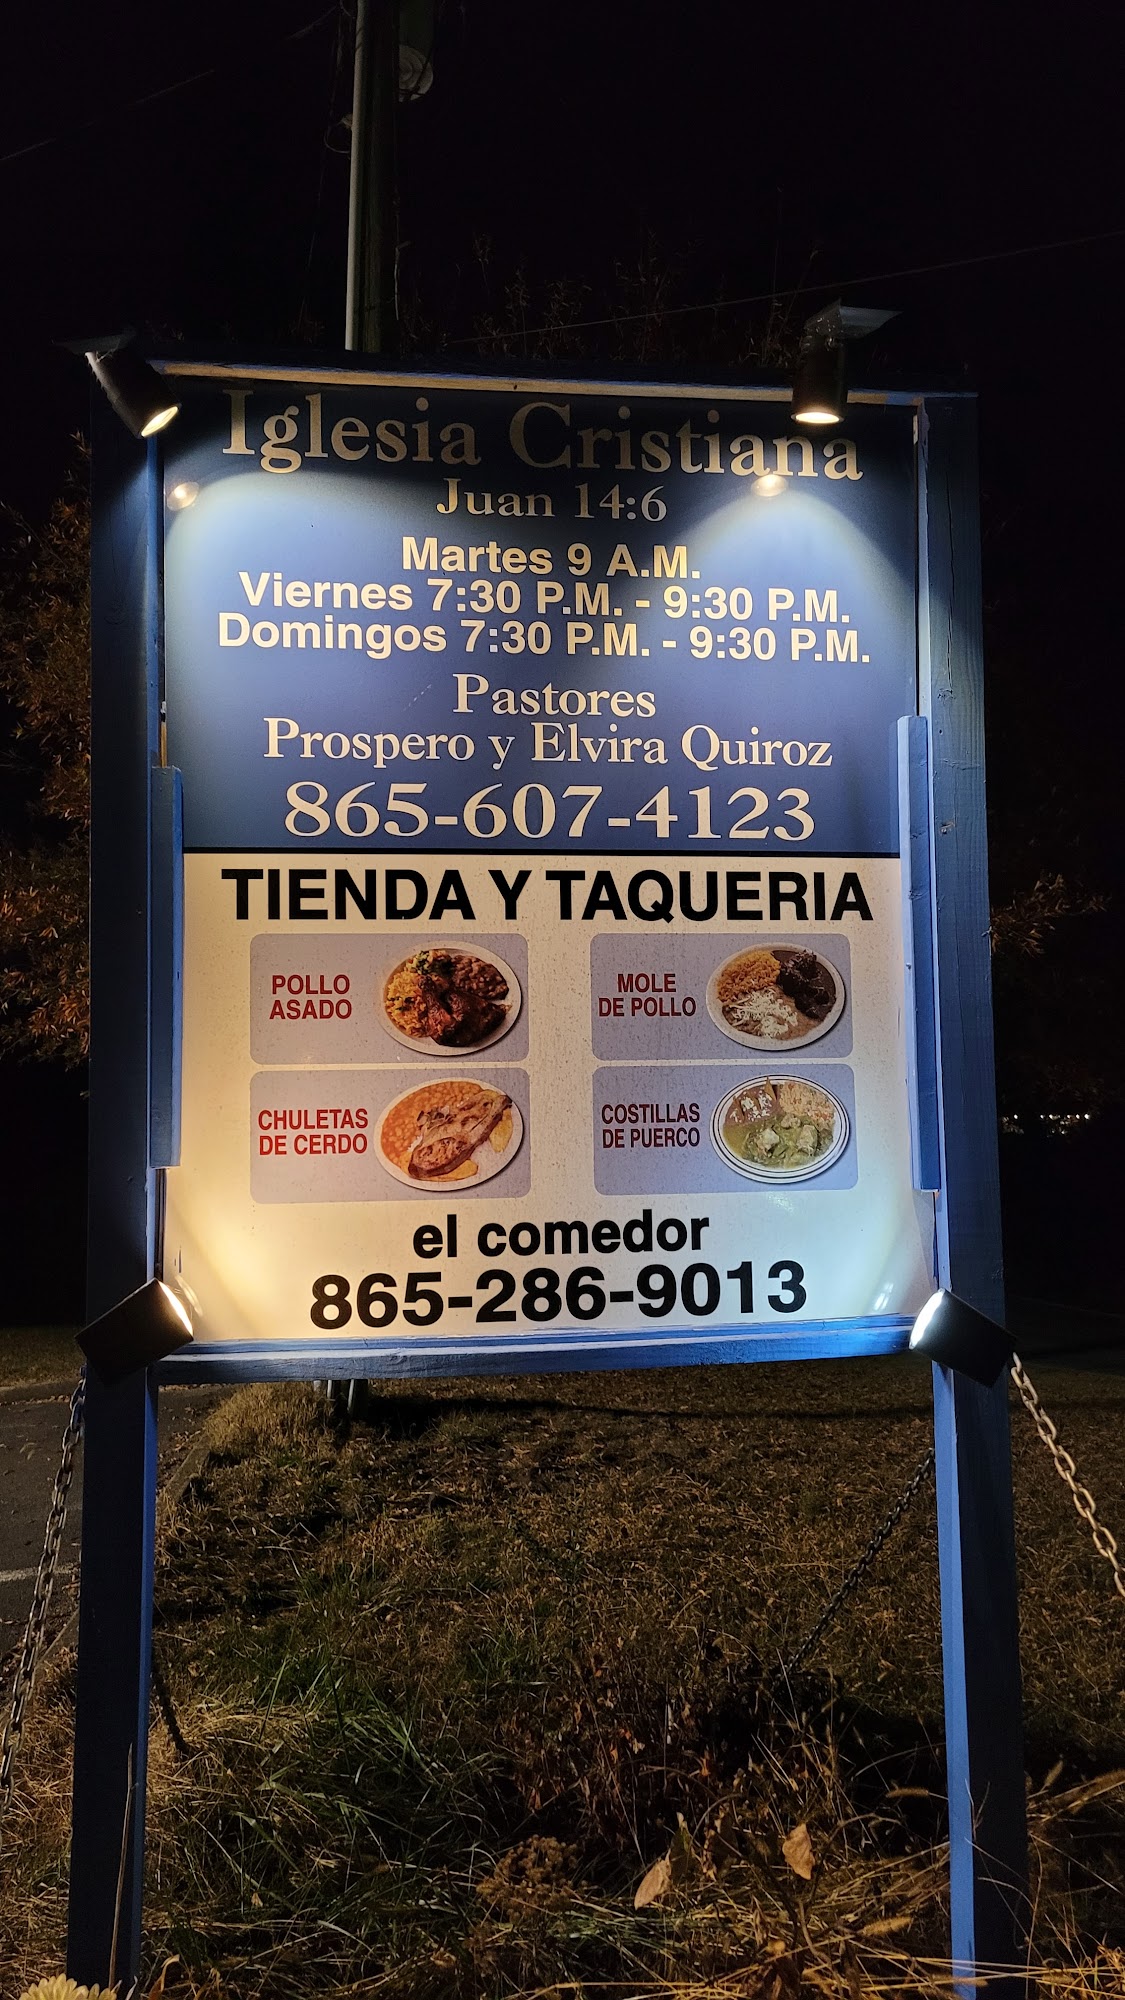 Iglesia Cristiana
Juan 14:6
Martes 9 A.M.
Viernes 7:30 P.M. - 9:30 P.M.
Domingos 7:30 P.M. - 9:30 P.M.
Pastores
Prospero y Elvira Quiroz
865-607-4123
TIENDA Y TAQUERIA
POLLO
ASADO
MOLE
DE POLLO
CHULETAS
DE CERDO
COSTILLAS
DE PUERCO
el comedor
865-286-9013